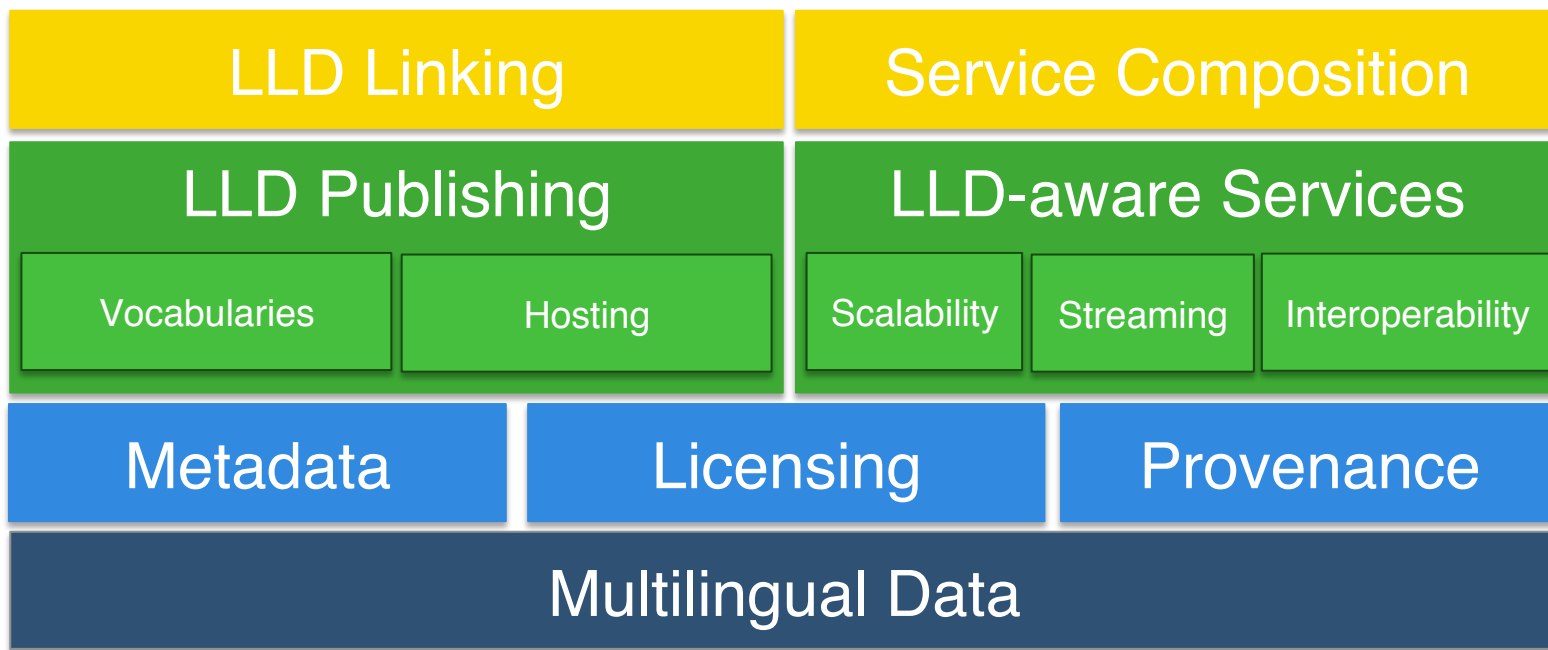 LLD Linking
Service Composition
LLD Publishing
LLD-aware Services
Vocabularies
Hosting
Scalability
Streaming
Interoperability
Metadata
Licensing
Provenance
Multilingual Data